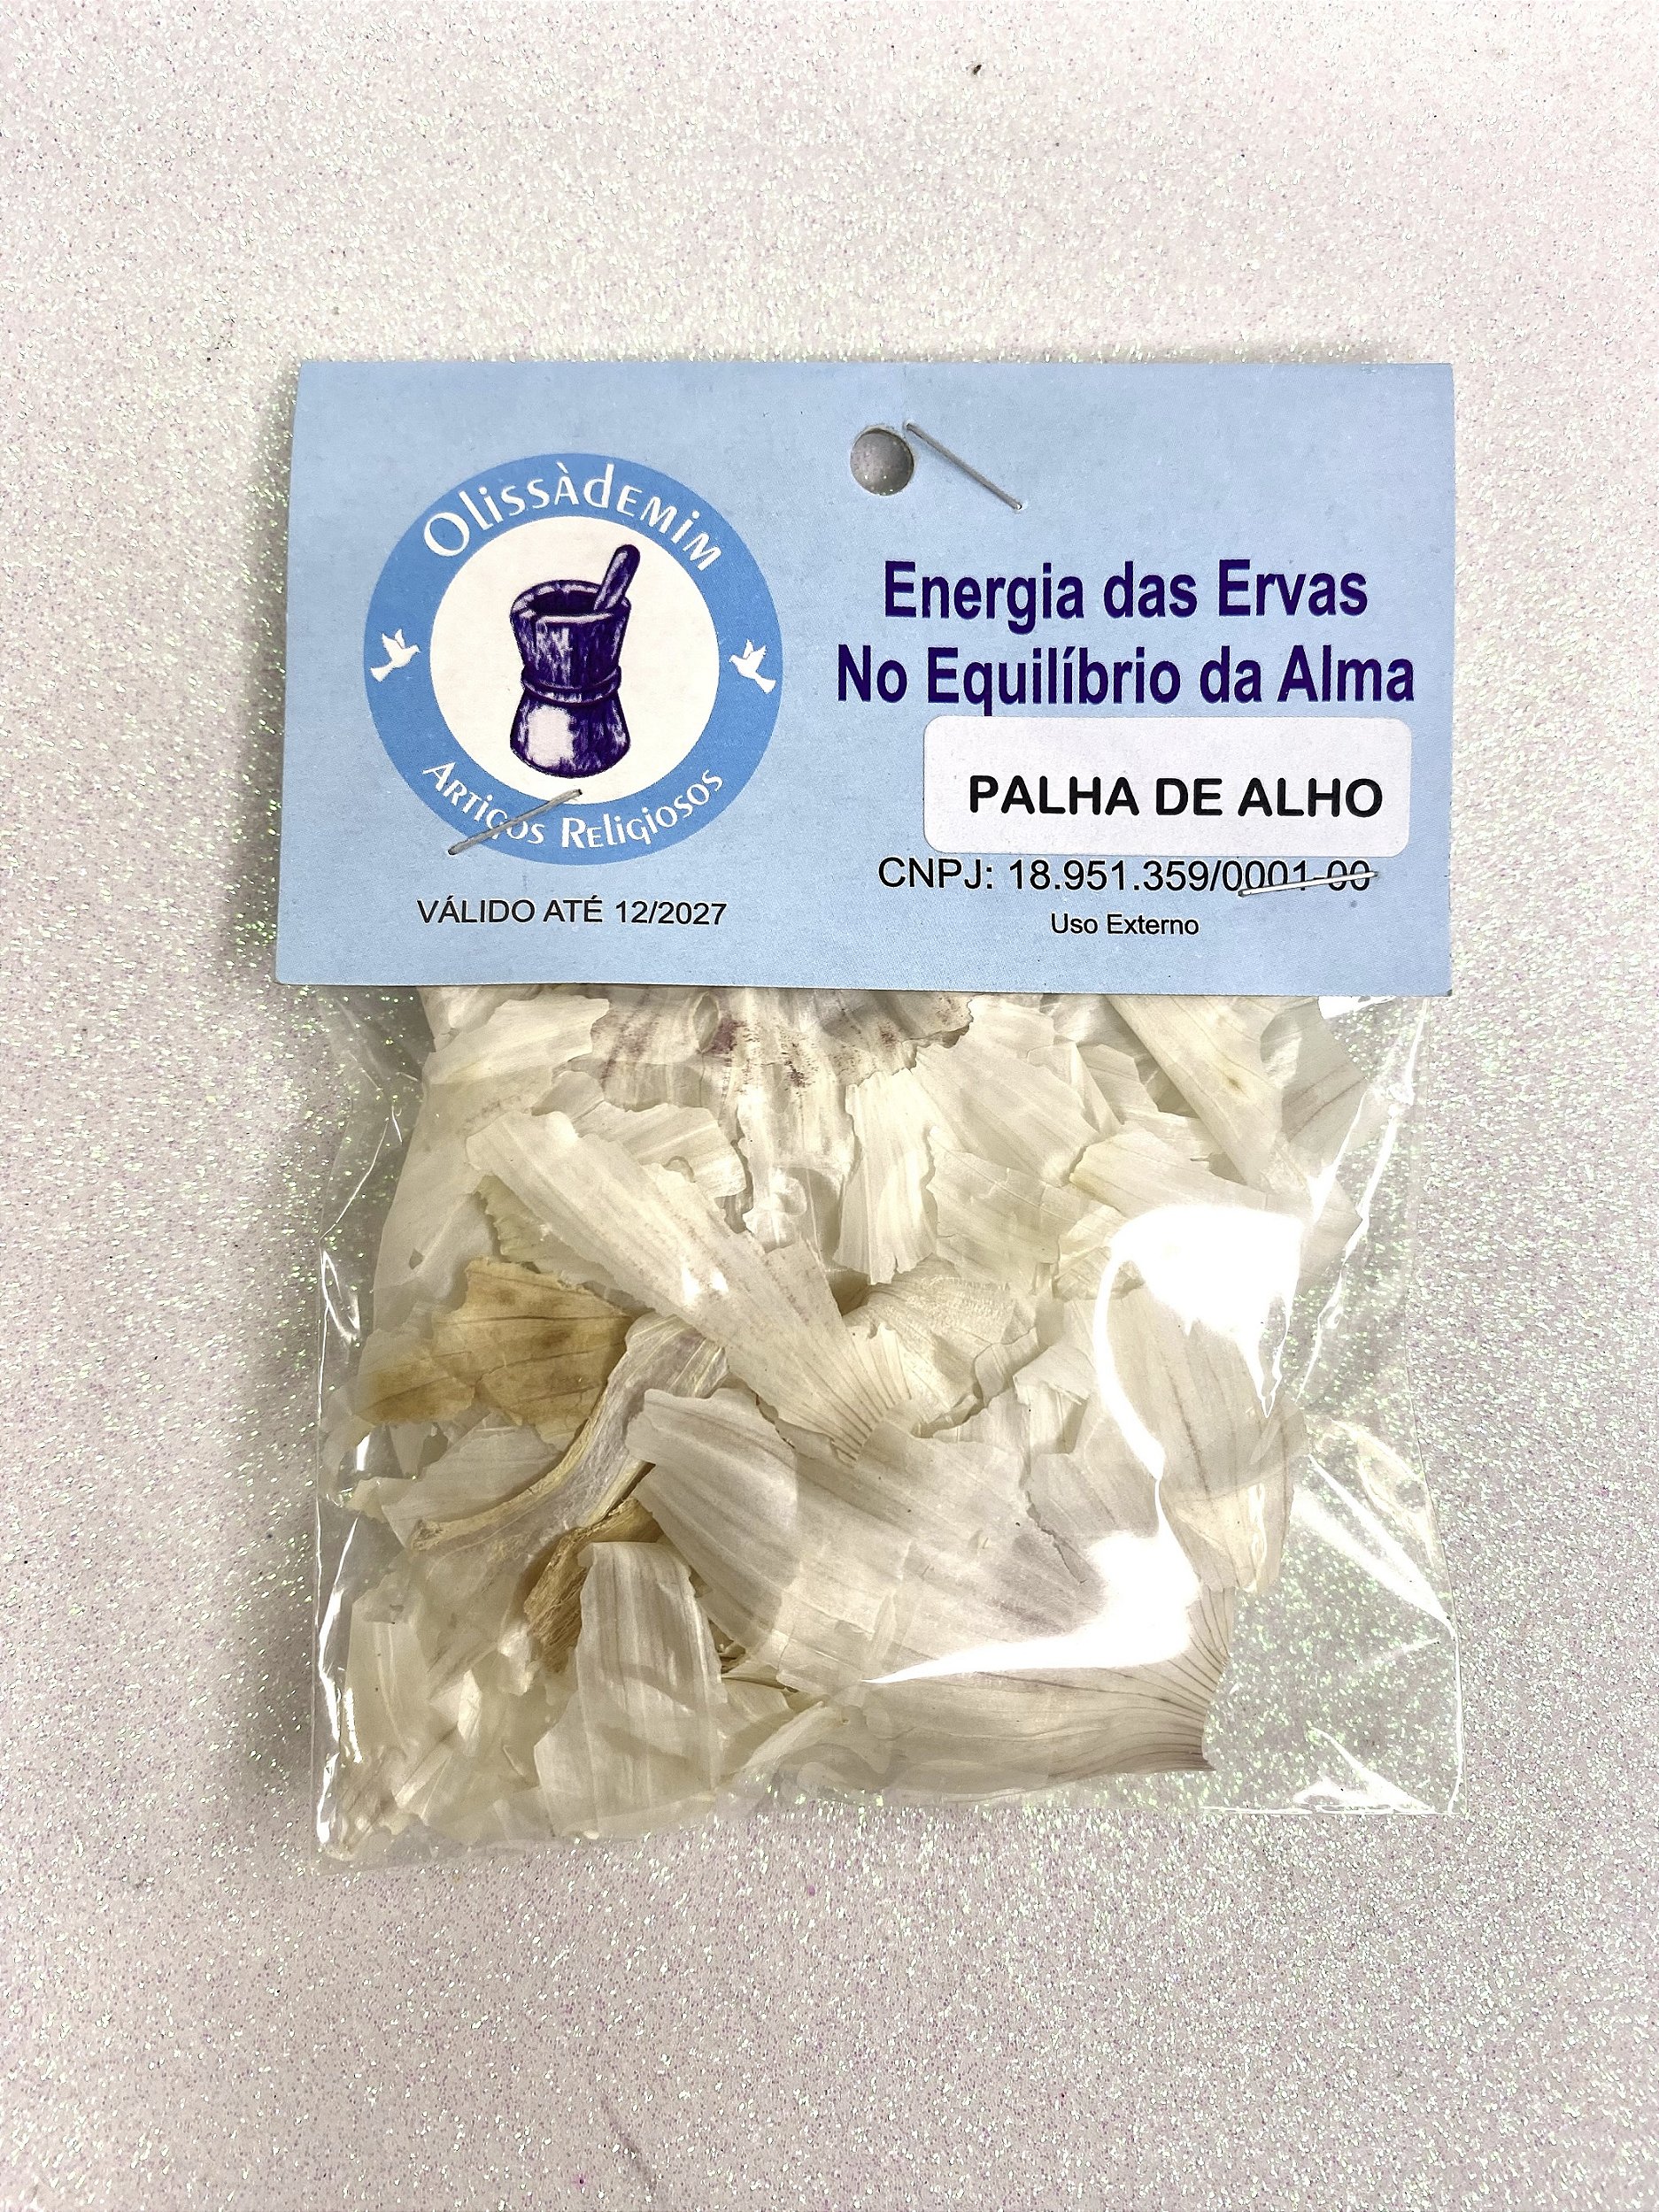 OlissàdEMiM
ARTiGOS RELigiosos
VÁLIDO ATÉ 12/2027
Energia das Ervas
No Equilíbrio da Alma
PALHA DE ALHO
CNPJ: 18.951.359/0001-00
Uso Externo